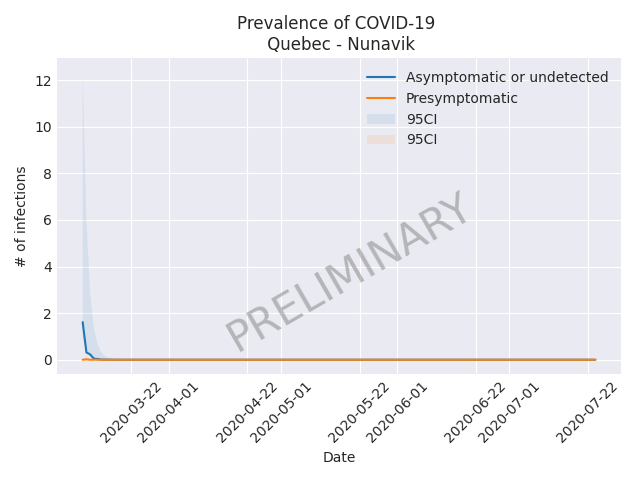 Prevalence of COVID-19
Quebec - Nunavik
Asymptomatic or undetected
Presymptomatic
95CI
95CI
12
10
8
6
4
2
0
# of infections
PRELIMINARY
2020-03-22
2020-04-01
2020-04-22
2020-05-01
2020-05-22
2020-06-01
2020-06-22
2020-07-01
2020-07-22
Date